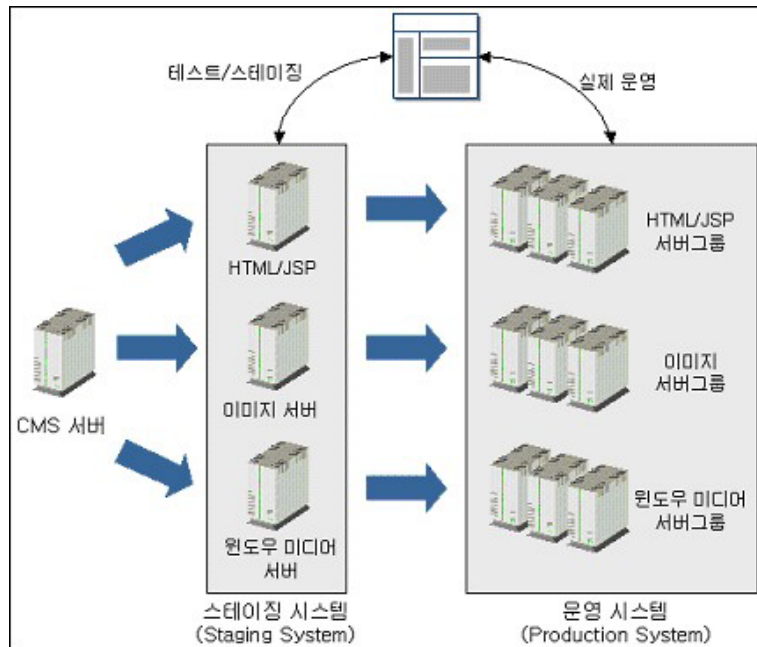 테스트/스테이징
실제 운영
HTML/JSP
HTML/JSP
서버그룹
CMS 서버
이미지 서버
이미지
서버그룹
윈도우 미디어
서버
윈도우 미디어
서버그룹
스테이징 시스템
(Staging System)
운영 시스템
(Production System)